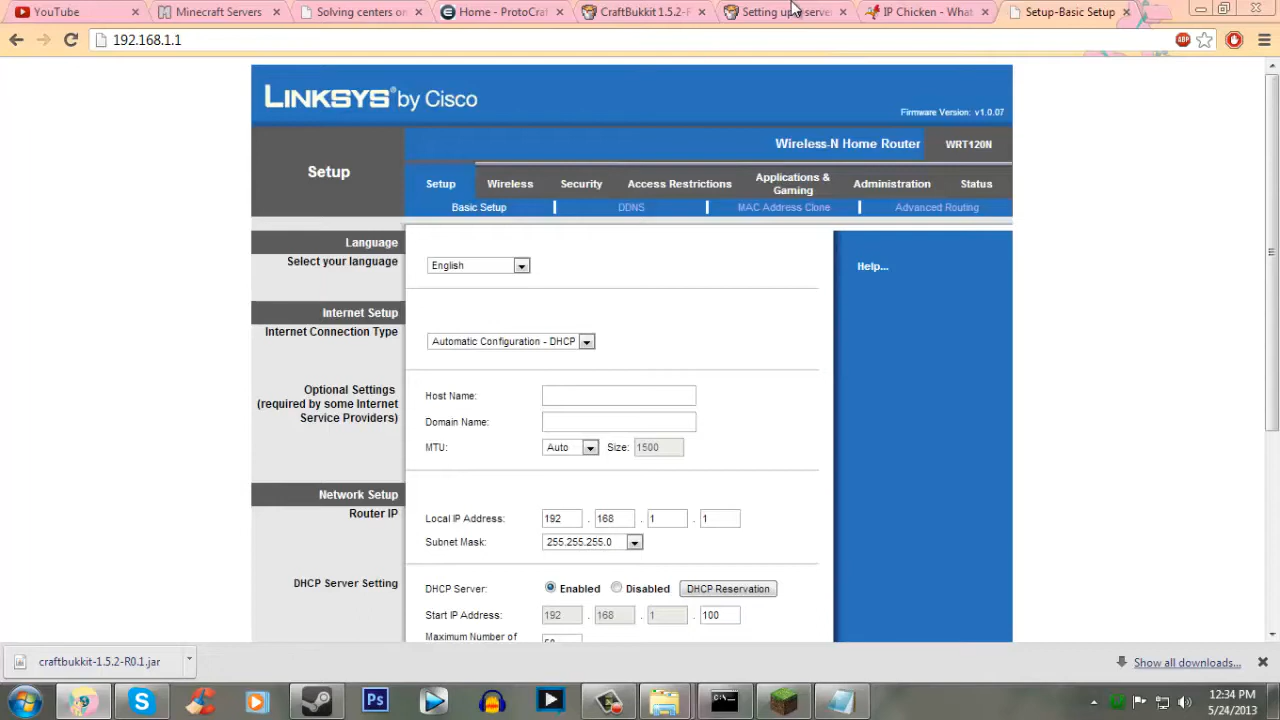 YouTube
Minecraft Servers
Solving centers on
Home - ProtoCraf
CraftBukkit 1.5.2-R
Setting up
server
IP Chicken - What
Setup-Basic Setup
192.168.1.1
ABP
LINKSYS by Cisco
Firmware Version: v1.0.07
Wireless-N Home Router
WRT120N
Setup
Setup
Wireless
Security
Access Restrictions
Applications &
Gaming
Administration
Status
Basic Setup
DDNS
MAC Address Clone
Advanced Routing
Language
Select your language
English
Help...
Internet Setup
Internet Connection Type
Automatic Configuration - DHCP
Optional Settings
(required by some Internet
Service Providers)
Host Name:
Domain Name:
MTU:
Auto
Size:
1500
Network Setup
Router IP
Local IP Address:
192 . 168 . 1 . 1
Subnet Mask:
255.255.255.0
DHCP Server Setting
DHCP Server:
Enabled
Disabled
DHCP Reservation
Start IP Address:
192 . 168 . 1 . 100
Maximum Number of
craftbukkit-1.5.2-R0.1.jar
Show all downloads...
Ps
12:34 PM
5/24/2013